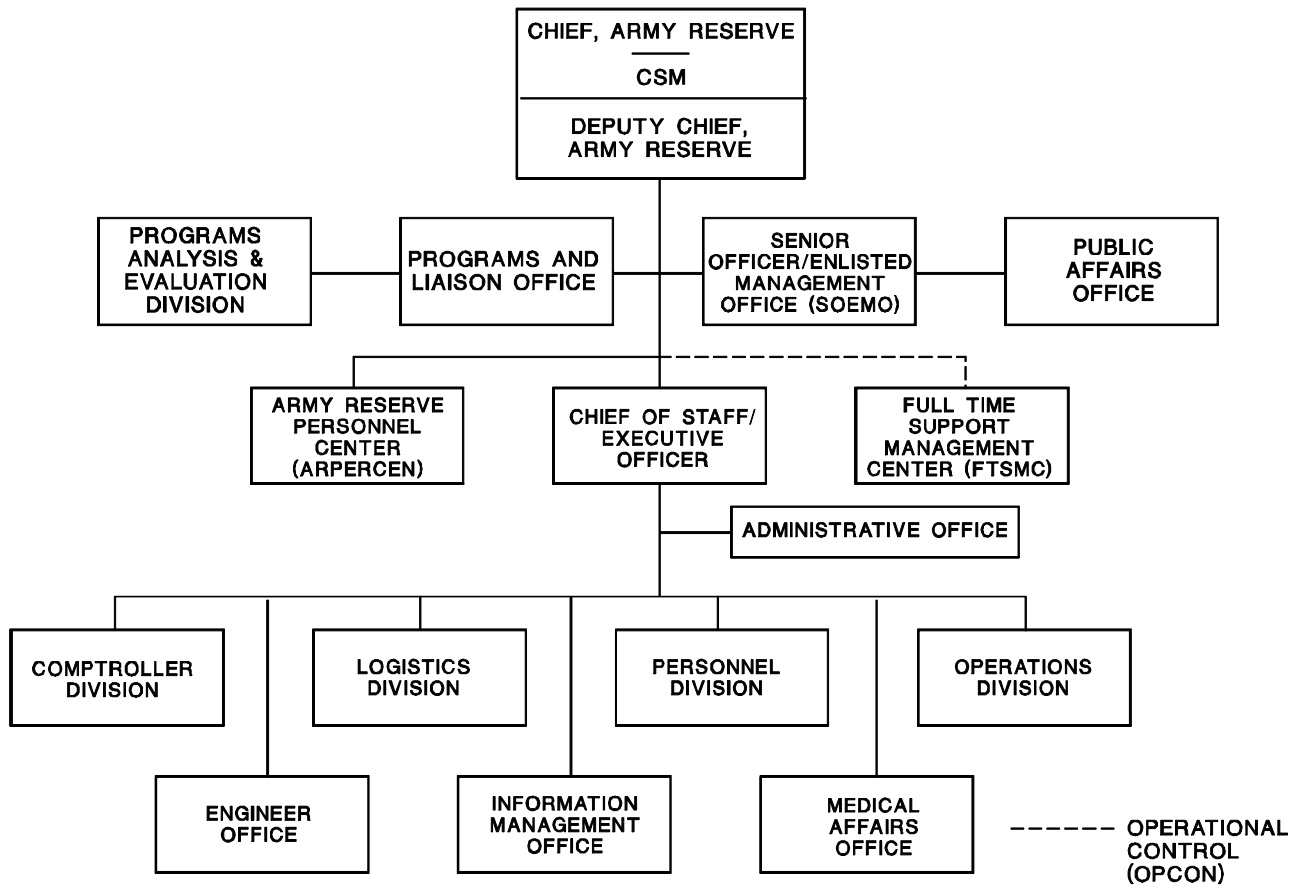 CHIEF, ARMY RESERVE
CSM
DEPUTY CHIEF,
ARMY RESERVE
PROGRAMS
ANALYSIS &
EVALUATION
DIVISION
PROGRAMS AND
LIAISON OFFICE
SENIOR
OFFICER/ENLISTED
MANAGEMENT
OFFICE (SOEMO)
PUBLIC
AFFAIRS
OFFICE
ARMY RESERVE
PERSONNEL
CENTER
(ARPERCEN)
CHIEF OF STAFF/
EXECUTIVE
OFFICER
FULL TIME
SUPPORT
MANAGEMENT
CENTER (FTSMC)
ADMINISTRATIVE OFFICE
COMPTROLLER
DIVISION
LOGISTICS
DIVISION
PERSONNEL
DIVISION
OPERATIONS
DIVISION
ENGINEER
OFFICE
INFORMATION
MANAGEMENT
OFFICE
MEDICAL
AFFAIRS
OFFICE
OPERATIONAL
CONTROL
(OPCON)